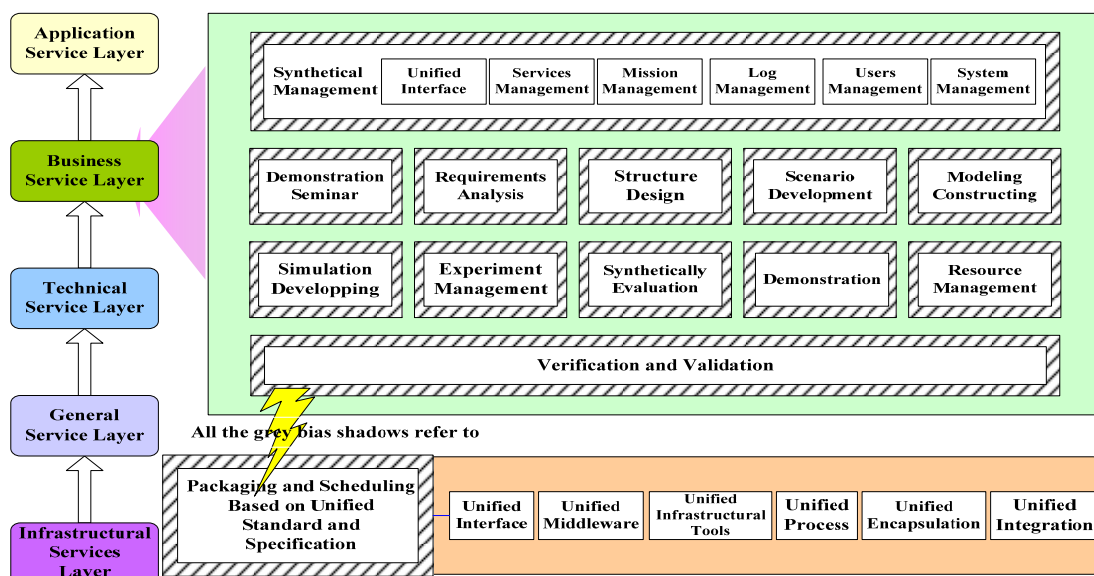 Application
Service Layer
Business
Service Layer
Technical
Service Layer
General
Service Layer
Infrastructural
Services
Layer
Synthetical
Management
Unified
Interface
Services
Management
Mission
Management
Log
Management
Users
Management
System
Management
Demonstration
Seminar
Requirements
Analysis
Structure
Design
Scenario
Development
Modeling
Constructing
Simulation
Developping
Experiment
Management
Synthetically
Evaluation
Demonstration
Resource
Management
Verification and Validation
All the grey bias shadows refer to
Packaging and Scheduling
Based on Unified
Standard and
Specification
Unified
Interface
Unified
Middleware
Unified
Infrastructural
Tools
Unified
Process
Unified
Encapsulation
Unified
Integration